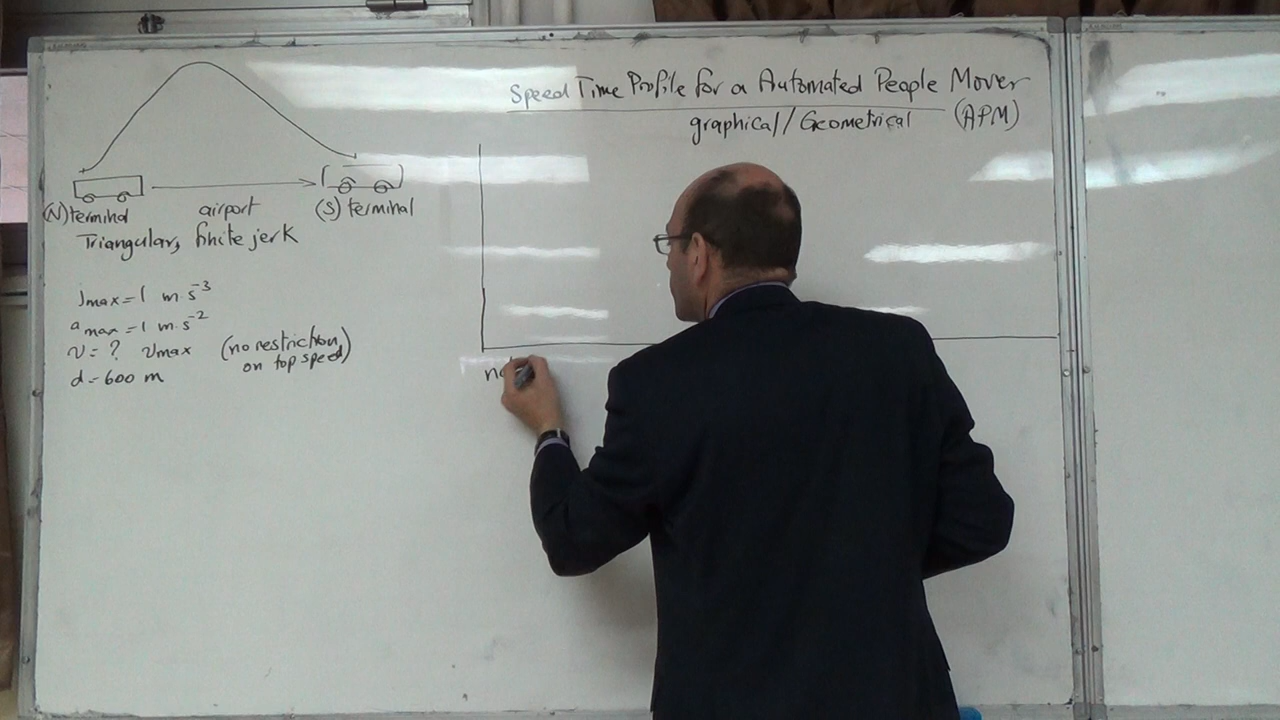 Speed Time Profile for a Automated People Mover
graphical/Geometrical (APM)
(N) terminal airport (S) terminal
Triangular, finite jerk
Jmax = 1 m.s⁻³
a max = 1 m.s⁻²
v = ? vmax (no restriction on top speed)
d = 600 m